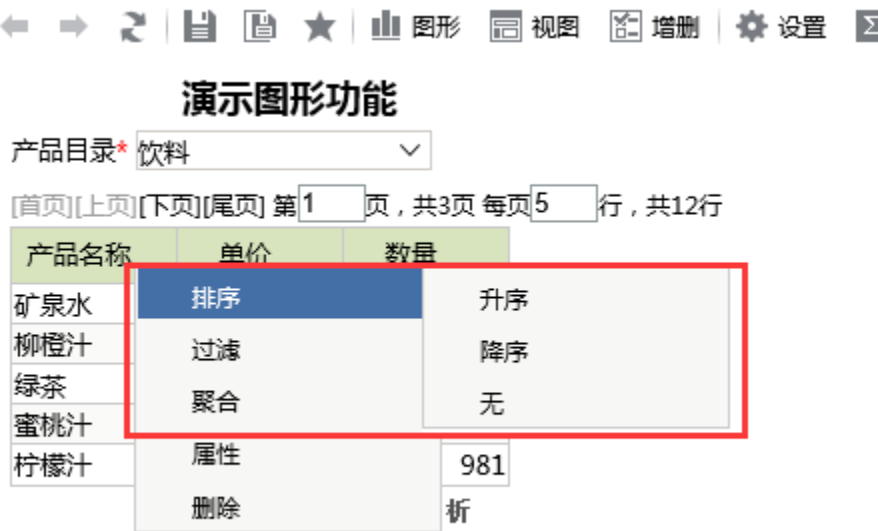 图形 视图 增删 设置
演示图形功能
产品目录* 饮料
[首页][上页][下页][尾页] 第1页，共3页 每页5行，共12行
产品名称 单价 数量
矿泉水
柳橙汁
绿茶
蜜桃汁
柠檬汁 981
排序
过滤
聚合
属性
删除
升序
降序
无
析